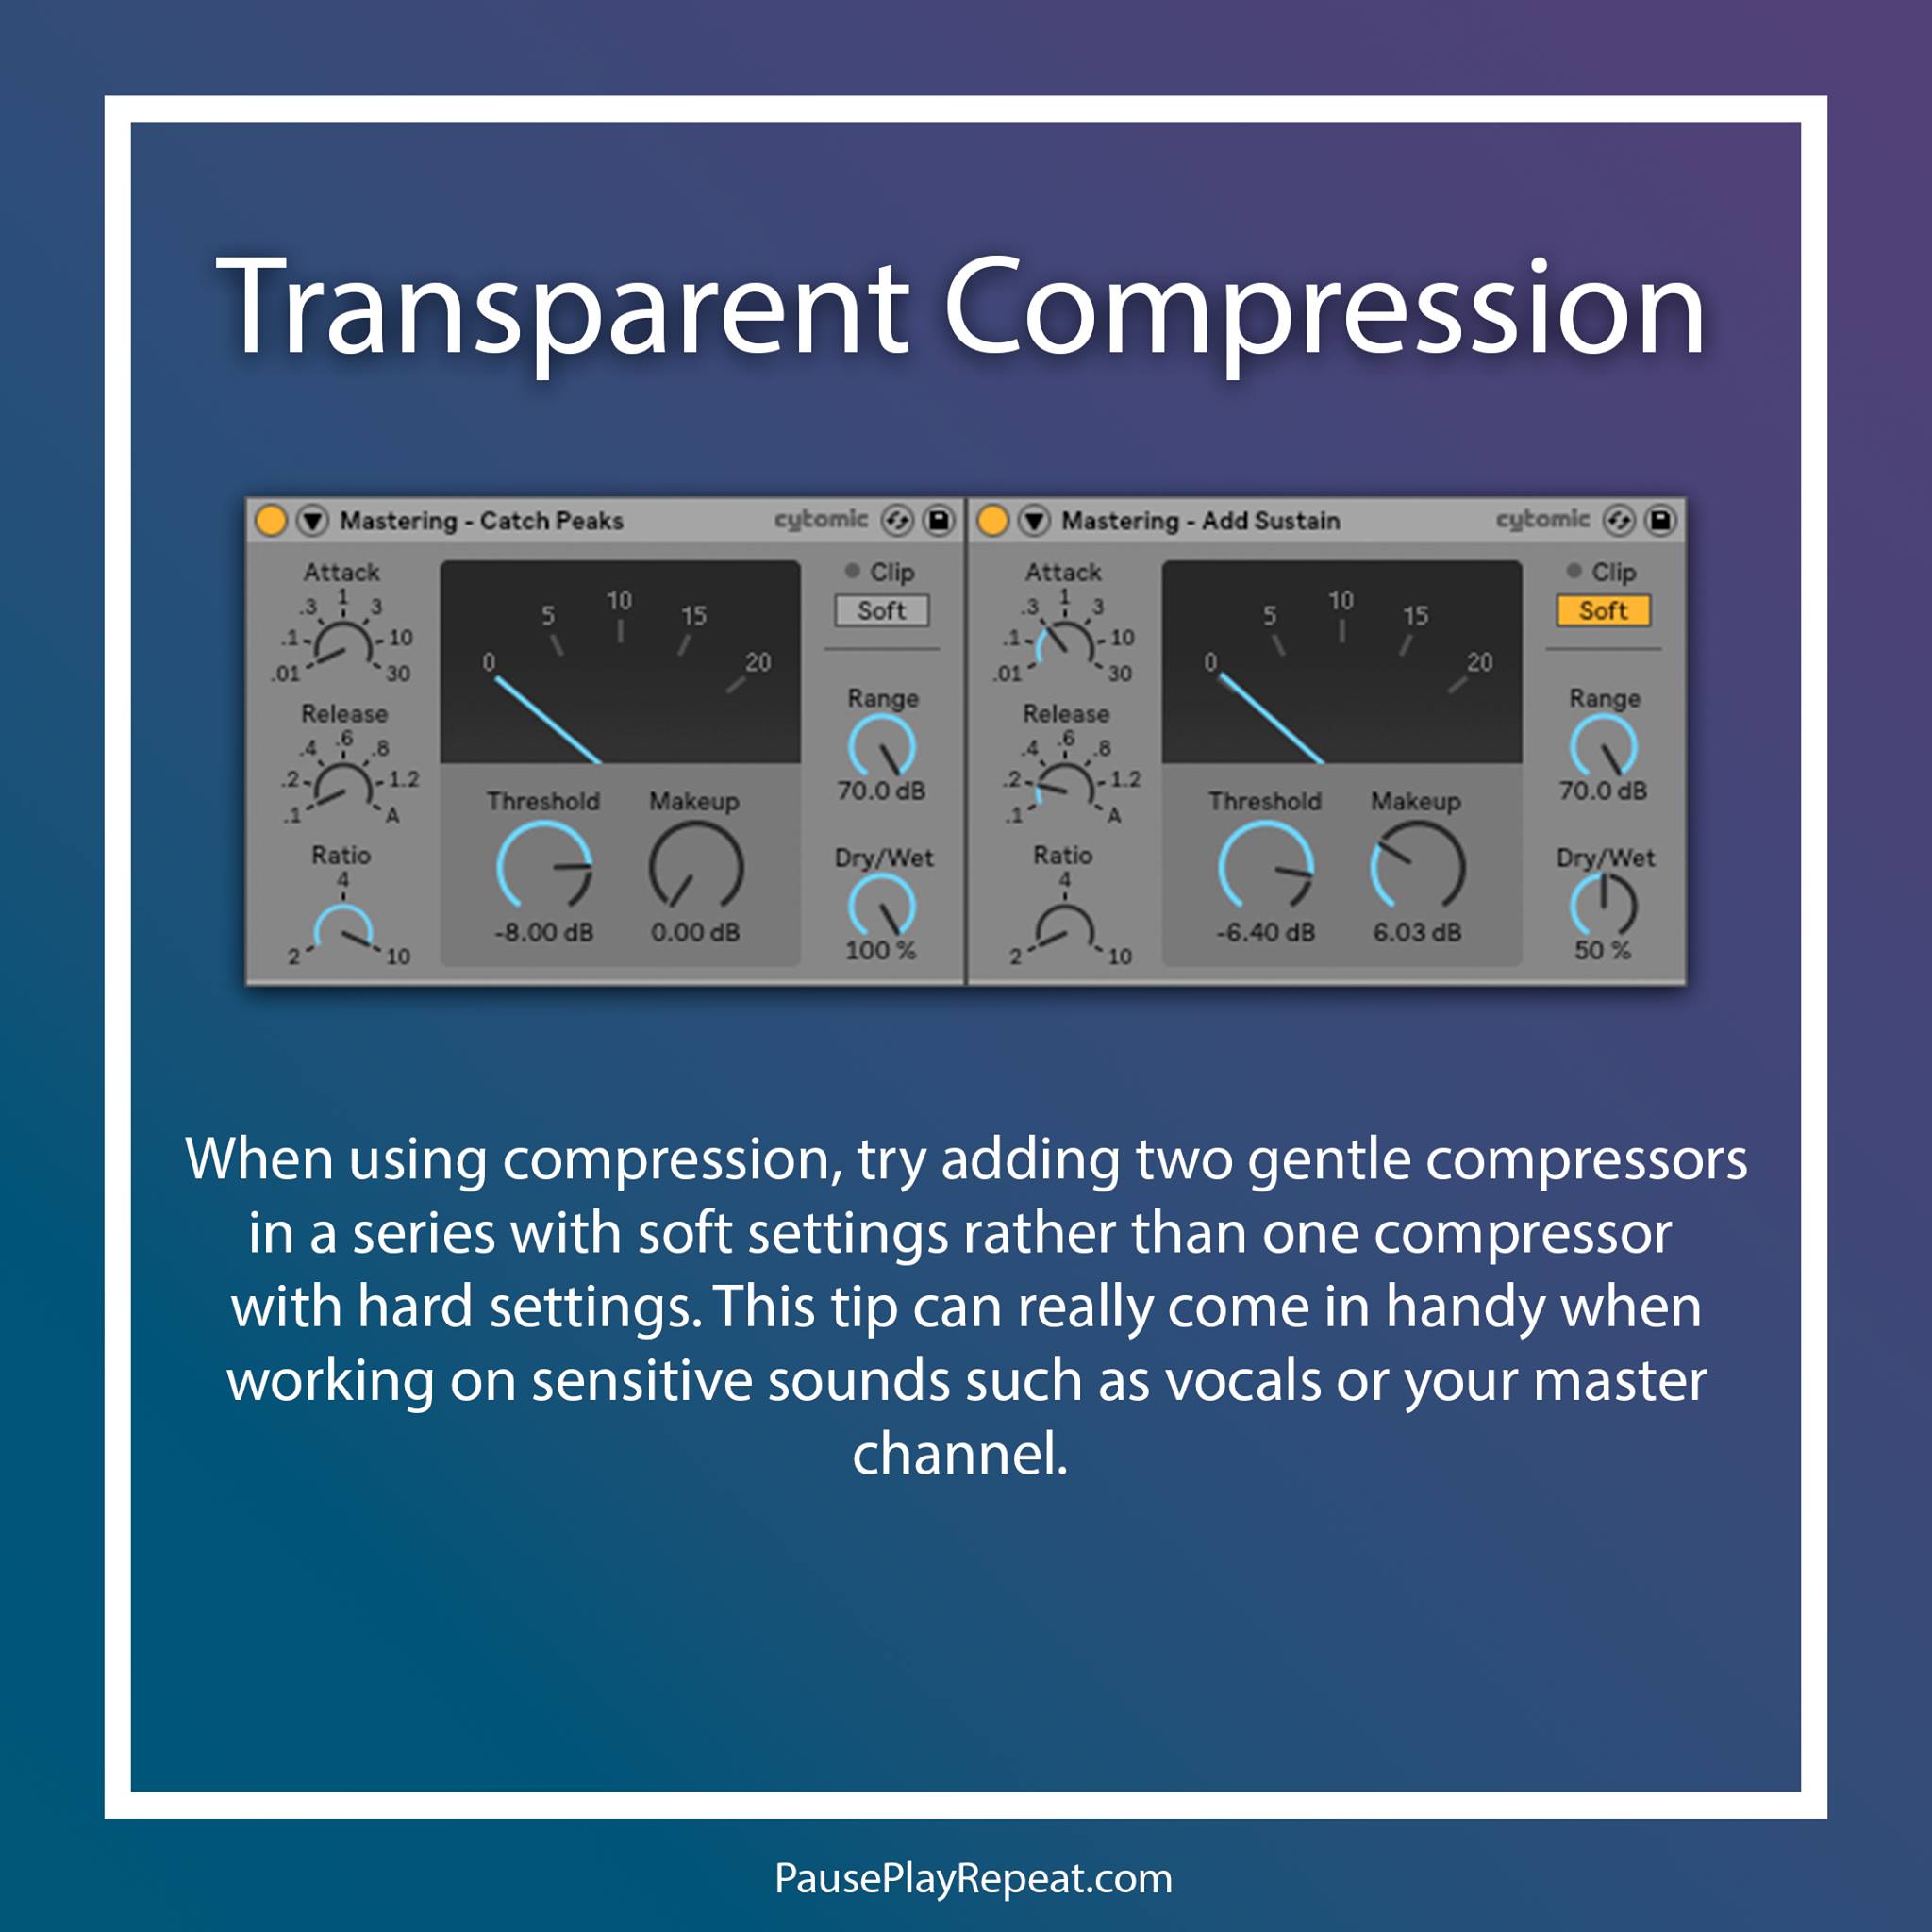 Transparent Compression
Mastering - Catch Peaks cytomic
Attack
.01 .1 .3 1 3 10 30
Release
.1 .2 .4 .6 .8 1.2 A
Ratio
2 4 10
0 5 10 15 20
Threshold
-8.00 dB
Makeup
0.00 dB
Clip
Soft
Range
70.0 dB
Dry/Wet
100 %
Mastering - Add Sustain cytomic
Attack
.01 .1 .3 1 3 10 30
Release
.1 .2 .4 .6 .8 1.2 A
Ratio
2 4 10
0 5 10 15 20
Threshold
-6.40 dB
Makeup
6.03 dB
Clip
Soft
Range
70.0 dB
Dry/Wet
50 %
When using compression, try adding two gentle compressors
in a series with soft settings rather than one compressor
with hard settings. This tip can really come in handy when
working on sensitive sounds such as vocals or your master
channel.
PausePlayRepeat.com